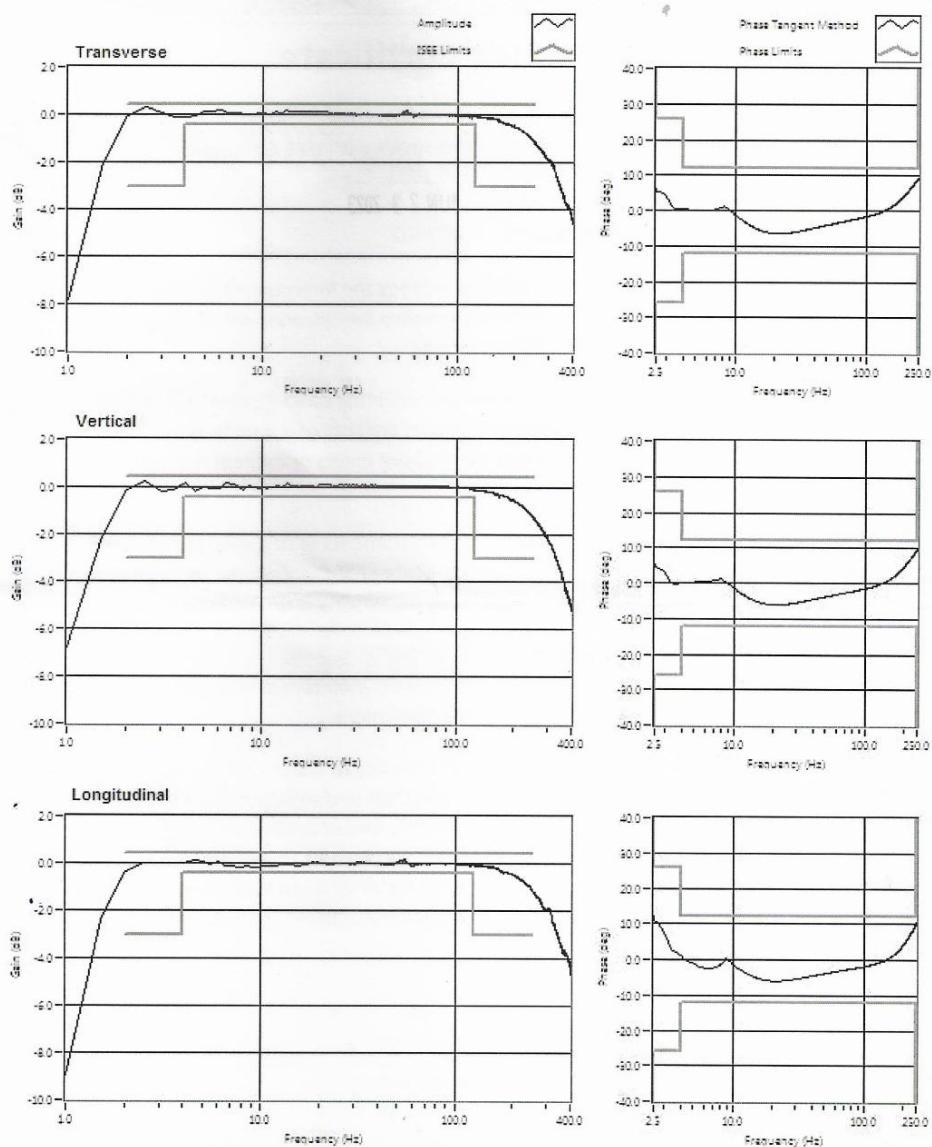 Amplitude
ISEE Limits
Phase Tangent Method
Phase Limits
Transverse
2.0
0.0
-2.0
-4.0
-6.0
-8.0
-10.0
Gain (dB)
1.0 10.0 100.0 400.0
Frequency (Hz)
40.0
30.0
20.0
10.0
0.0
-10.0
-20.0
-30.0
-40.0
Phase (deg)
2.5 10.0 100.0 250.0
Frequency (Hz)
Vertical
2.0
0.0
-2.0
-4.0
-6.0
-8.0
-10.0
Gain (dB)
1.0 10.0 100.0 400.0
Frequency (Hz)
40.0
30.0
20.0
10.0
0.0
-10.0
-20.0
-30.0
-40.0
Phase (deg)
2.5 10.0 100.0 250.0
Frequency (Hz)
Longitudinal
2.0
0.0
-2.0
-4.0
-6.0
-8.0
-10.0
Gain (dB)
1.0 10.0 100.0 400.0
Frequency (Hz)
40.0
30.0
20.0
10.0
0.0
-10.0
-20.0
-30.0
-40.0
Phase (deg)
2.5 10.0 100.0 250.0
Frequency (Hz)